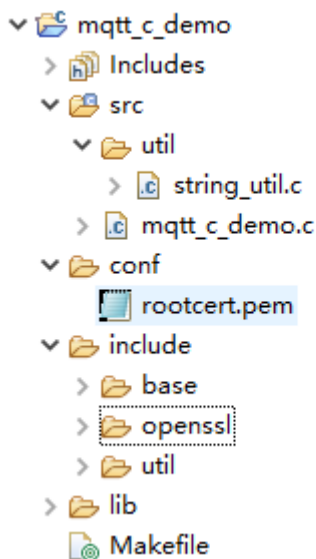 mqtt_c_demo
Includes
src
util
string_util.c
mqtt_c_demo.c
conf
rootcert.pem
include
base
openssl
util
lib
Makefile